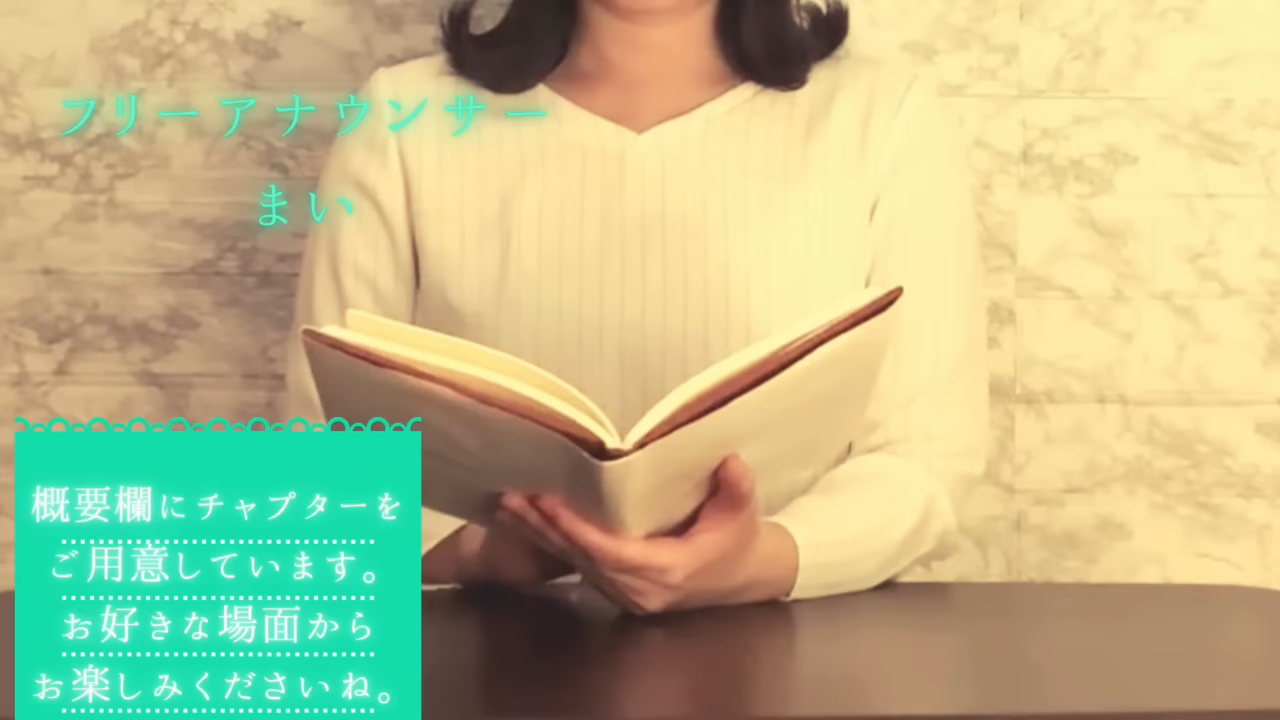 フリーアナウンサー
まい
概要欄にチャプターを
ご用意しています。
お好きな場面から
お楽しみくださいね。